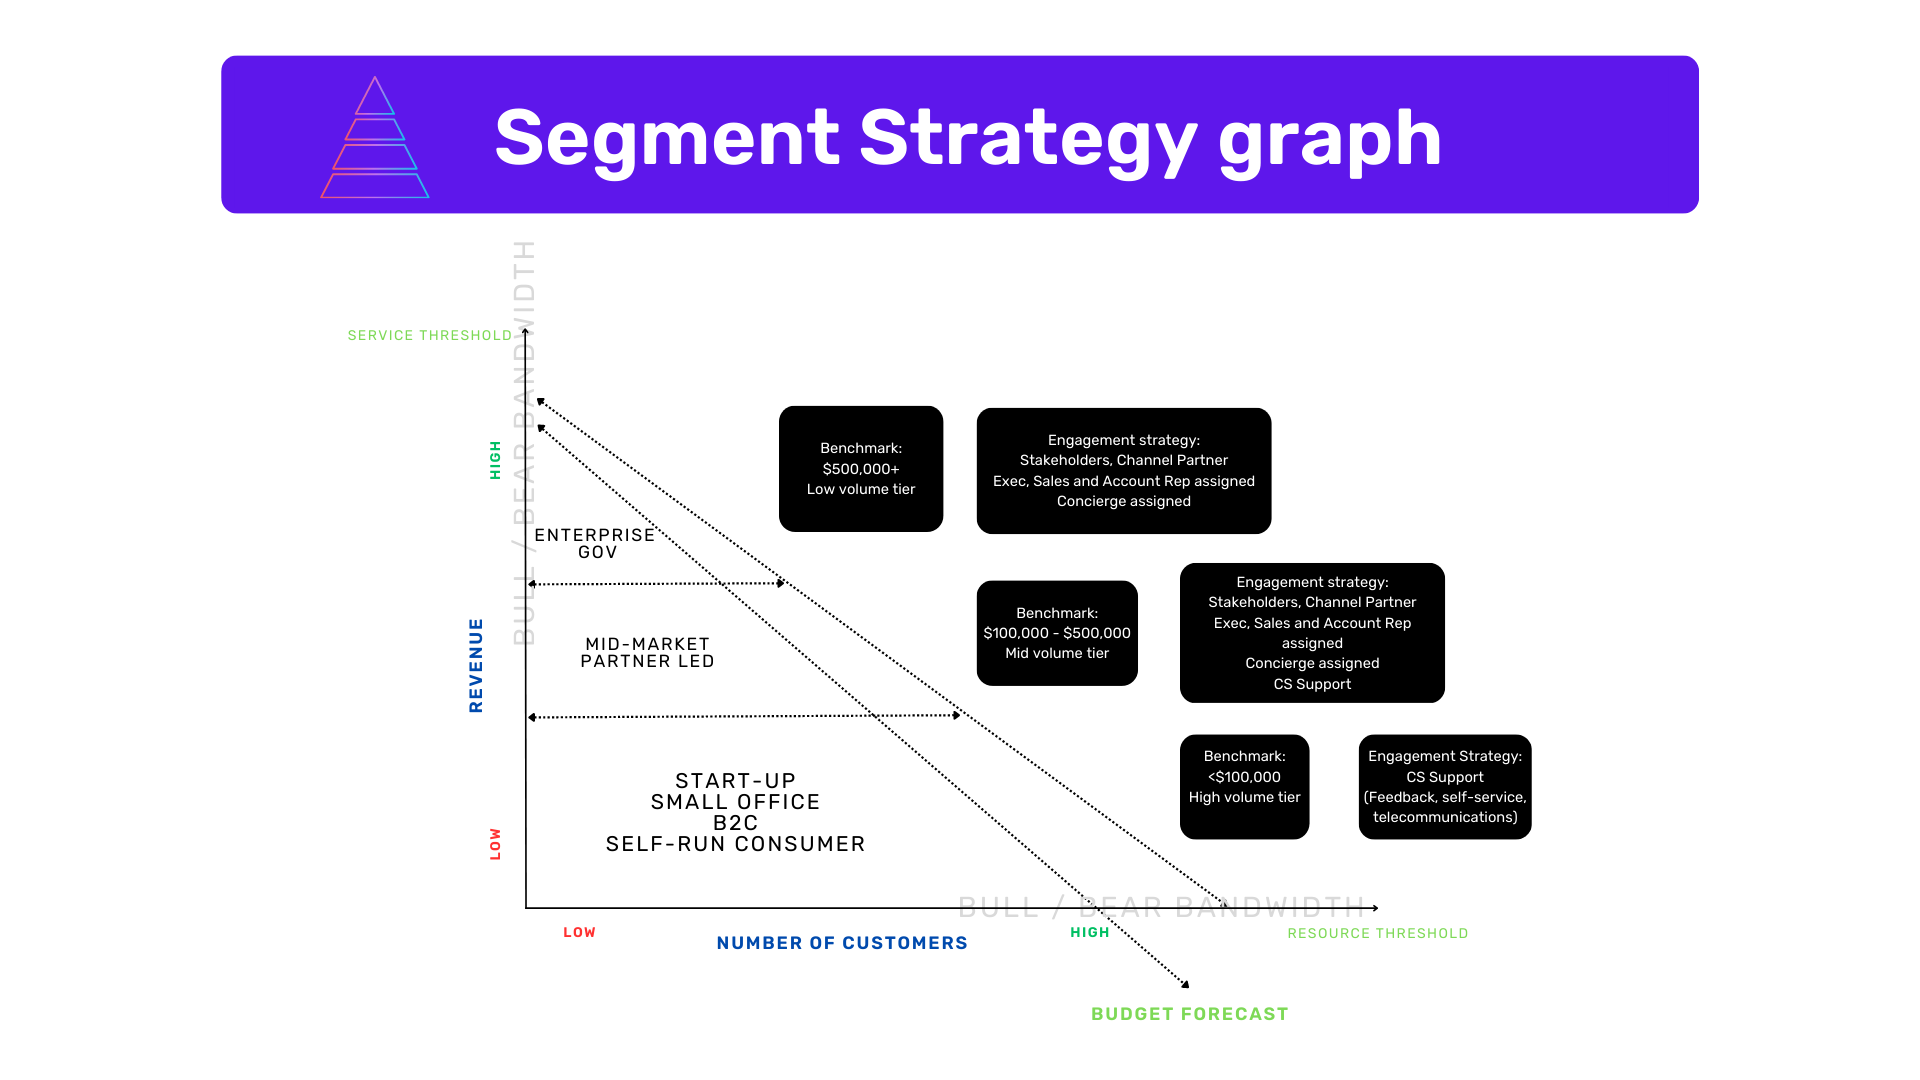 Segment Strategy graph
BULL / BEAR BANDWIDTH
SERVICE THRESHOLD
HIGH
REVENUE
LOW
ENTERPRISE
GOV
Benchmark:
$500,000+
Low volume tier
Engagement strategy:
Stakeholders, Channel Partner
Exec, Sales and Account Rep assigned
Concierge assigned
MID-MARKET
PARTNER LED
Benchmark:
$100,000 - $500,000
Mid volume tier
Engagement strategy:
Stakeholders, Channel Partner
Exec, Sales and Account Rep
assigned
Concierge assigned
CS Support
START-UP
SMALL OFFICE
B2C
SELF-RUN CONSUMER
Benchmark:
<$100,000
High volume tier
Engagement Strategy:
CS Support
(Feedback, self-service,
telecommunications)
BULL / BEAR BANDWIDTH
LOW
NUMBER OF CUSTOMERS
HIGH
RESOURCE THRESHOLD
BUDGET FORECAST